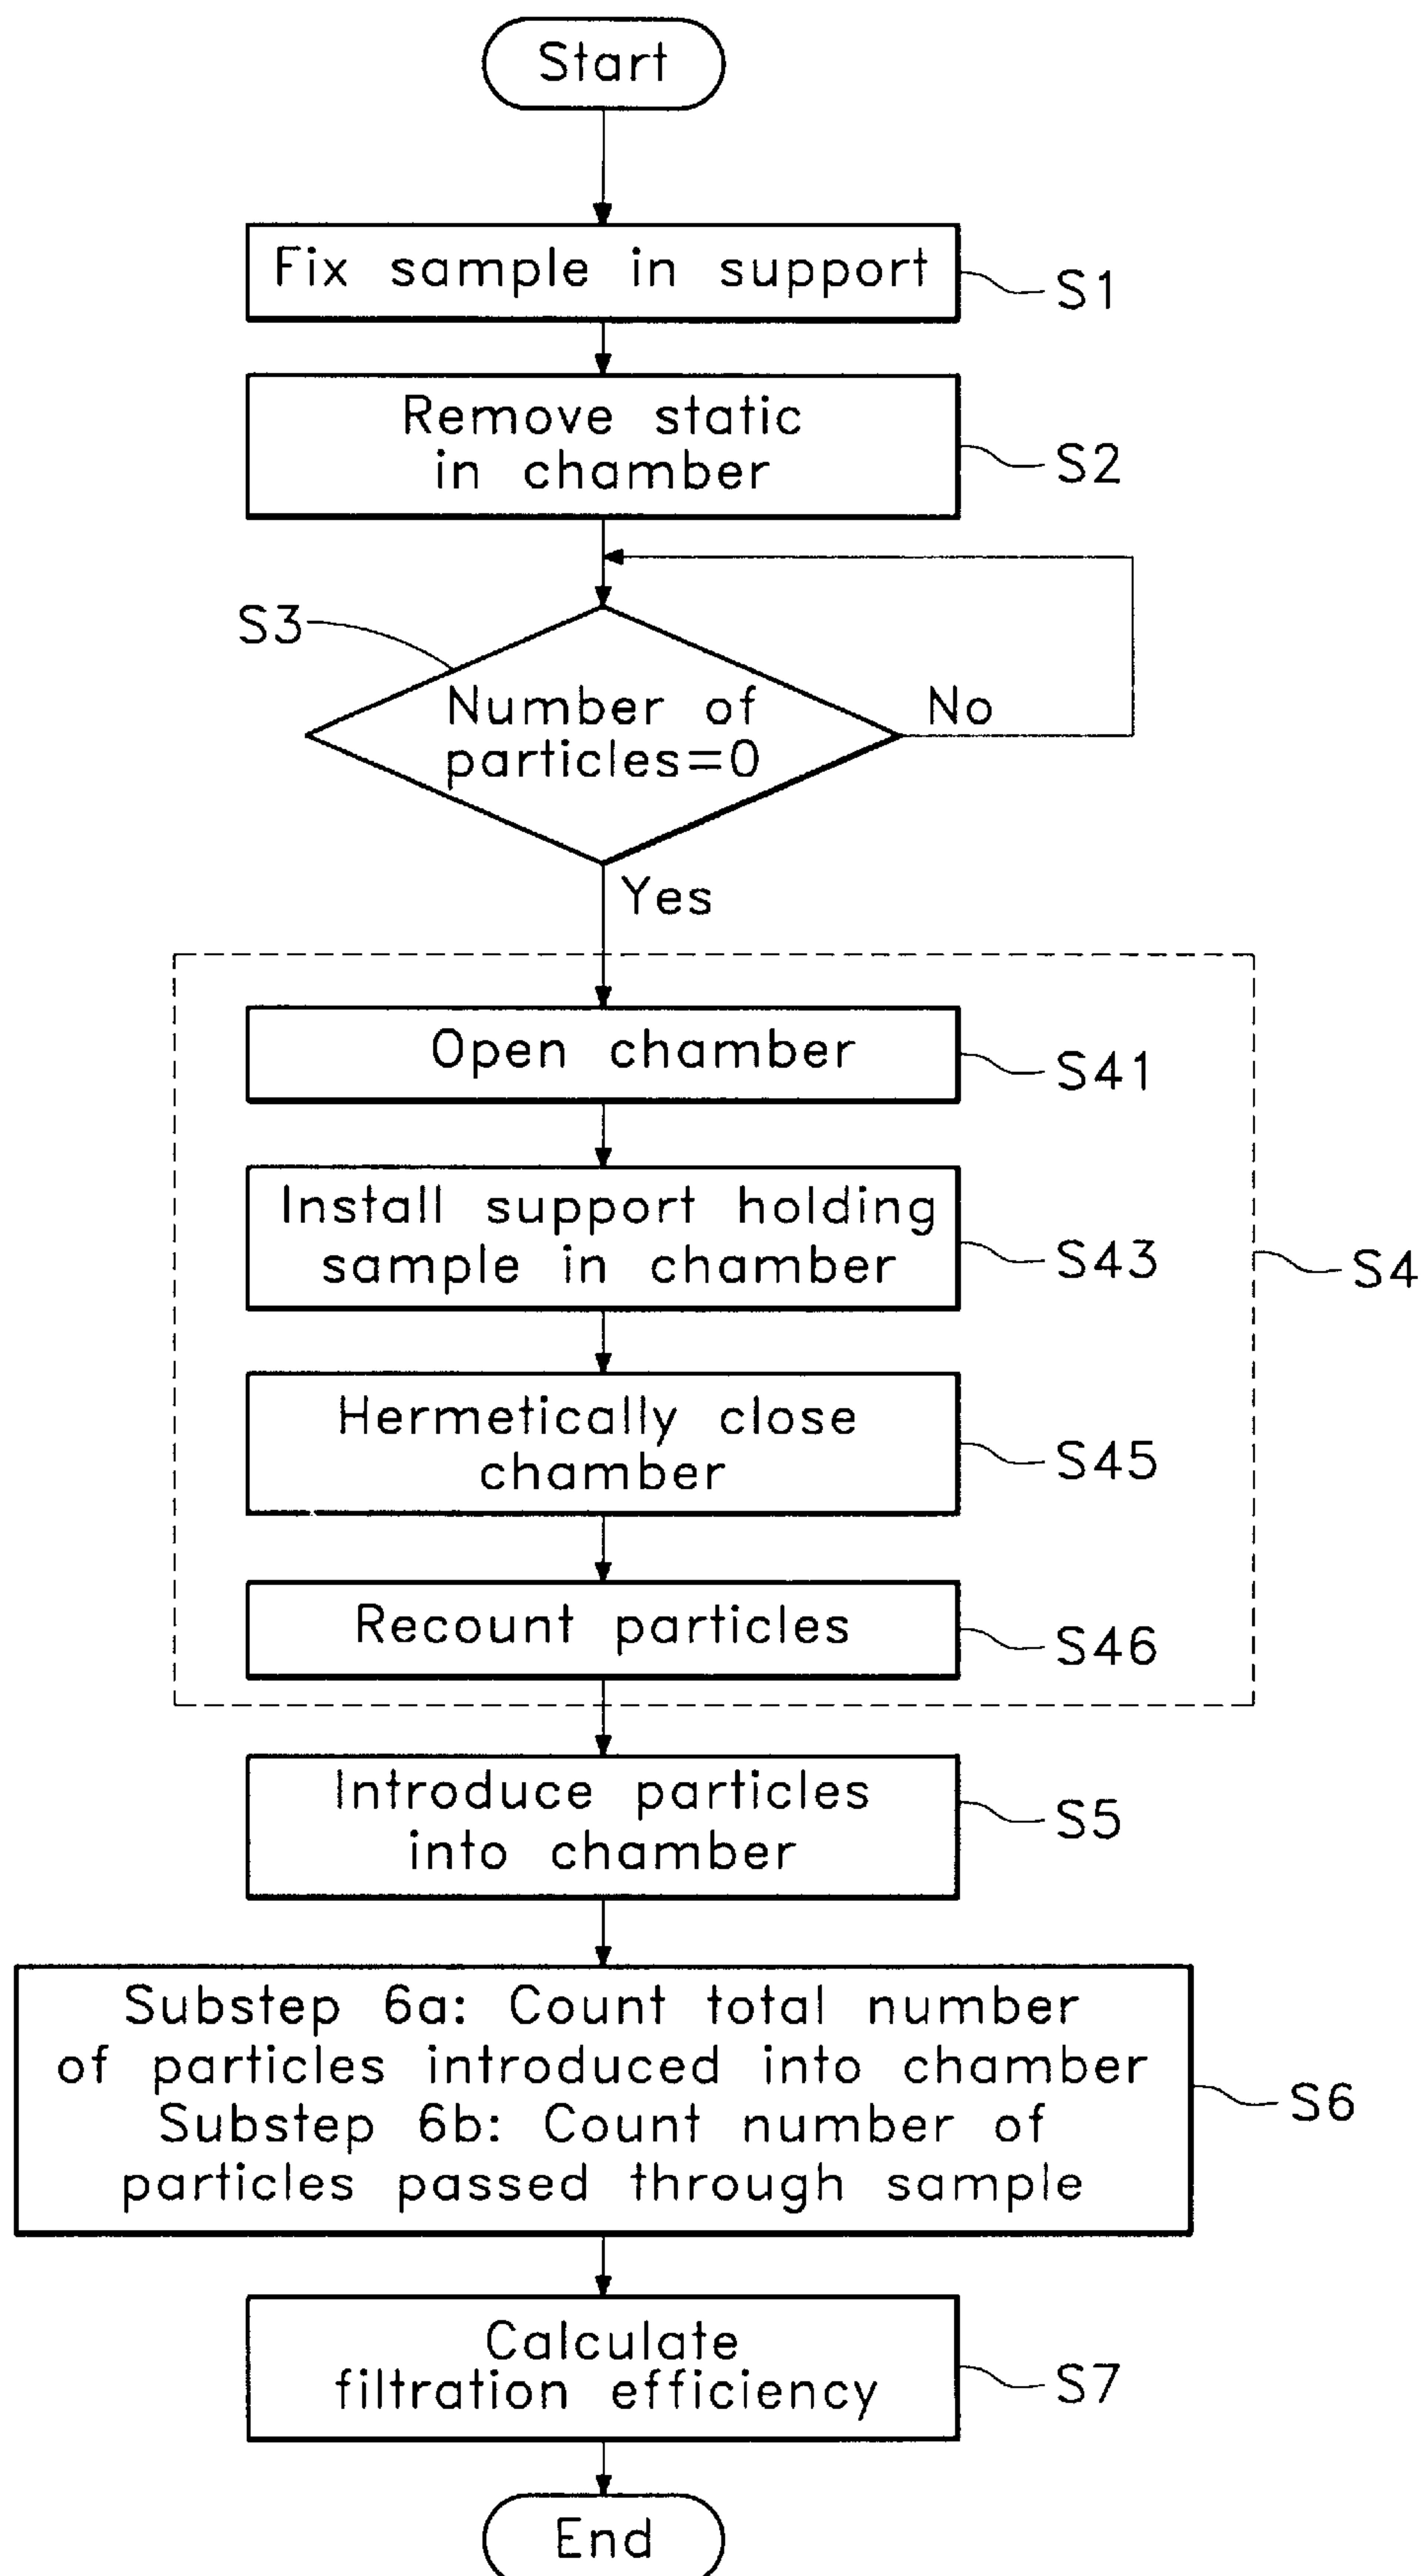 Start
Fix sample in support
S1
Remove static
in chamber
S2
S3
Number of
particles=0
No
Yes
Open chamber
S41
Install support holding
sample in chamber
S43
S4
Hermetically close
chamber
S45
Recount particles
S46
Introduce particles
into chamber
S5
Substep 6a: Count total number
of particles introduced into chamber
Substep 6b: Count number of
particles passed through sample
S6
Calculate
filtration efficiency
S7
End